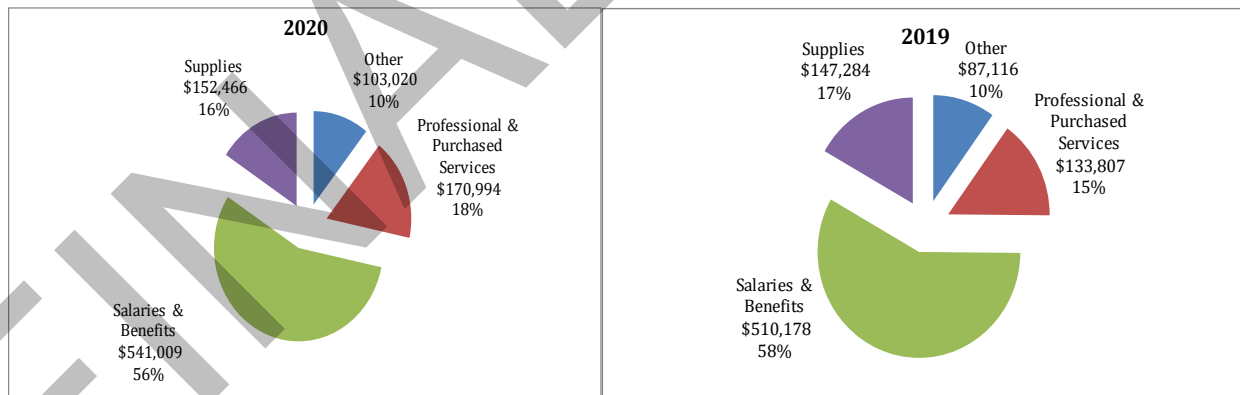 2020
Supplies
$152,466
16%
Other
$103,020
10%
Professional &
Purchased
Services
$170,994
18%
Salaries &
Benefits
$541,009
56%
2019
Supplies
$147,284
17%
Other
$87,116
10%
Professional &
Purchased
Services
$133,807
15%
Salaries &
Benefits
$510,178
58%